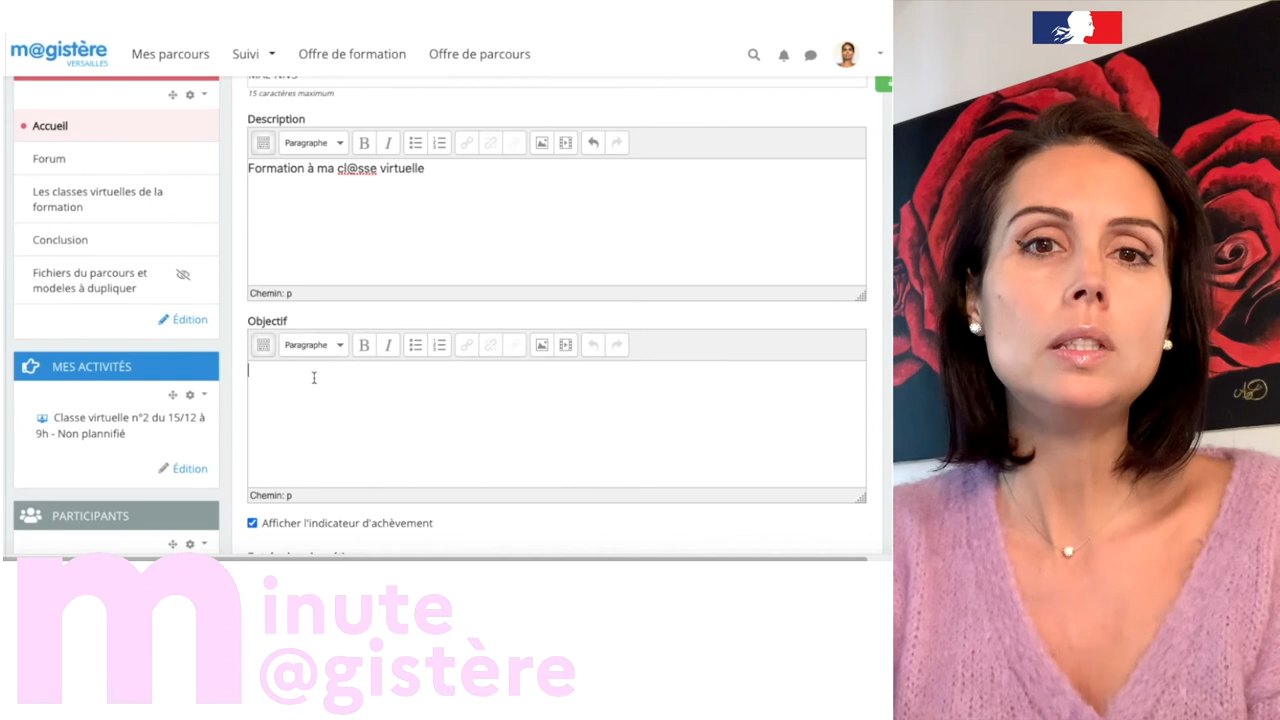 m@gistère
VERSAILLES
Mes parcours
Suivi
Offre de formation
Offre de parcours
15 caractères maximum
Accueil
Forum
Les classes virtuelles de la
formation
Conclusion
Fichiers du parcours et
modeles à dupliquer
Édition
MES ACTIVITÉS
Classe virtuelle n°2 du 15/12 à
9h - Non plannifié
Édition
PARTICIPANTS
Description
Paragraphe
B I
Formation à ma cl@sse virtuelle
Chemin: p
Objectif
Paragraphe
B I
Chemin: p
Afficher l'indicateur d'achèvement
minute
m@gistère